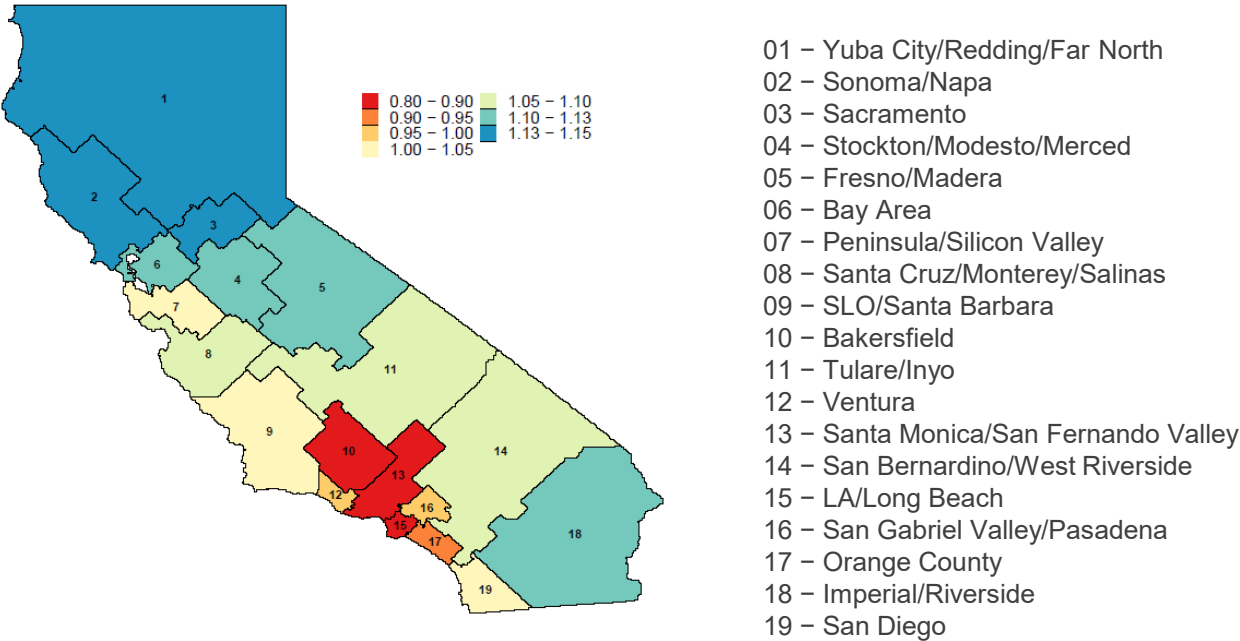 01 − Yuba City/Redding/Far North
02 − Sonoma/Napa
03 − Sacramento
04 − Stockton/Modesto/Merced
05 − Fresno/Madera
06 − Bay Area
07 − Peninsula/Silicon Valley
08 − Santa Cruz/Monterey/Salinas
09 − SLO/Santa Barbara
10 − Bakersfield
11 − Tulare/Inyo
12 − Ventura
13 − Santa Monica/San Fernando Valley
14 − San Bernardino/West Riverside
15 − LA/Long Beach
16 − San Gabriel Valley/Pasadena
17 − Orange County
18 − Imperial/Riverside
19 − San Diego
0.80 − 0.90
0.90 − 0.95
0.95 − 1.00
1.00 − 1.05
1.05 − 1.10
1.10 − 1.13
1.13 − 1.15
1
2
3
4
5
6
7
8
9
10
11
12
13
14
15
16
17
18
19